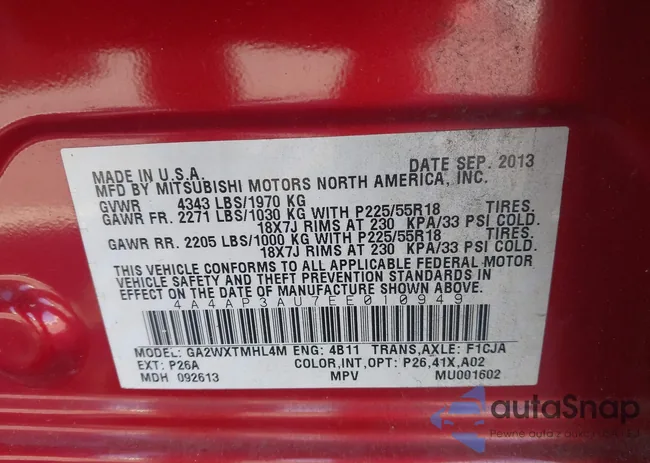 MADE IN U.S.A. DATE SEP. 2013
MFD BY MITSUBISHI MOTORS NORTH AMERICA, INC.
GVWR 4343 LBS/1970 KG
GAWR FR. 2271 LBS/1030 KG WITH P225/55R18 TIRES.
18X7J RIMS AT 230 KPA/33 PSI COLD.
GAWR RR. 2205 LBS/1000 KG WITH P225/55R18 TIRES.
18X7J RIMS AT 230 KPA/33 PSI COLD.
THIS VEHICLE CONFORMS TO ALL APPLICABLE FEDERAL MOTOR
VEHICLE SAFETY AND THEFT PREVENTION STANDARDS IN
EFFECT ON THE DATE OF MANUFACTURE SHOWN ABOVE.
4A4AP3AU7EE010949
MODEL: GA2WXTMHL4M ENG: 4B11 TRANS,AXLE: F1CJA
EXT: P26A COLOR,INT,OPT: P26,41X,A02
MDH 092613 MPV MU001602
autaSnap
Pewne auta z